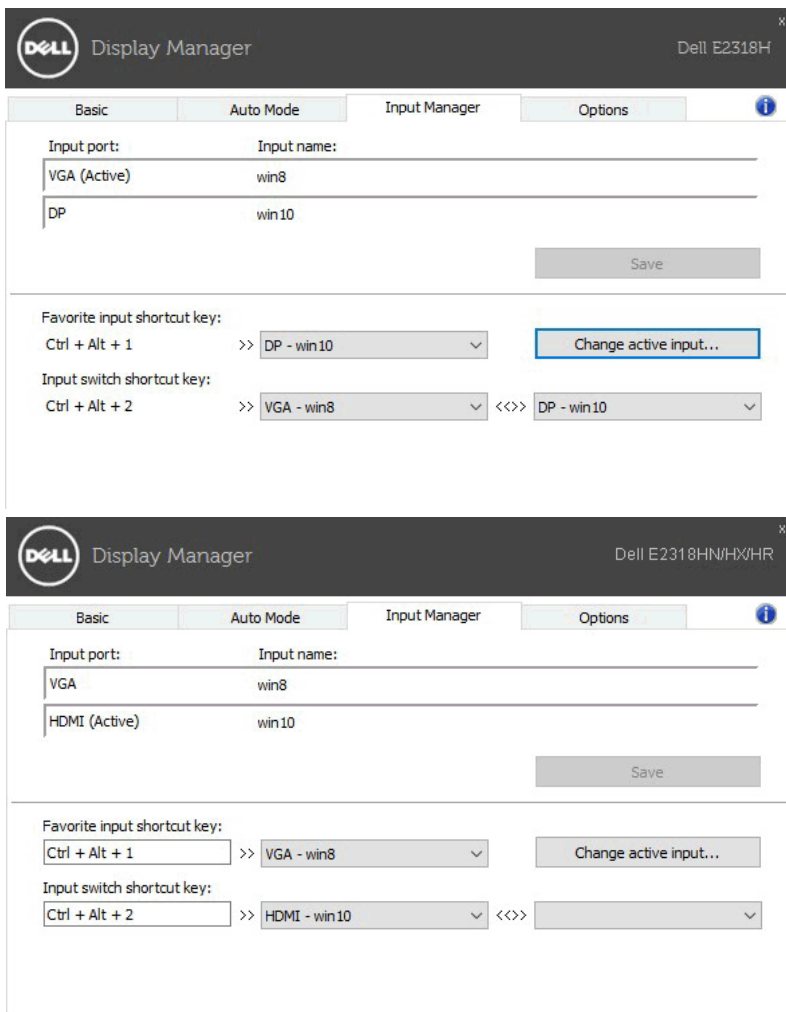 x
DELL Display Manager Dell E2318H
Basic Auto Mode Input Manager Options i
Input port: Input name:
VGA (Active) win8
DP win10
Save
Favorite input shortcut key:
Ctrl + Alt + 1 >> DP - win10 Change active input...
Input switch shortcut key:
Ctrl + Alt + 2 >> VGA - win8 <<>> DP - win10
x
DELL Display Manager Dell E2318HN/HX/HR
Basic Auto Mode Input Manager Options i
Input port: Input name:
VGA win8
HDMI (Active) win10
Save
Favorite input shortcut key:
Ctrl + Alt + 1 >> VGA - win8 Change active input...
Input switch shortcut key:
Ctrl + Alt + 2 >> HDMI - win10 <<>>